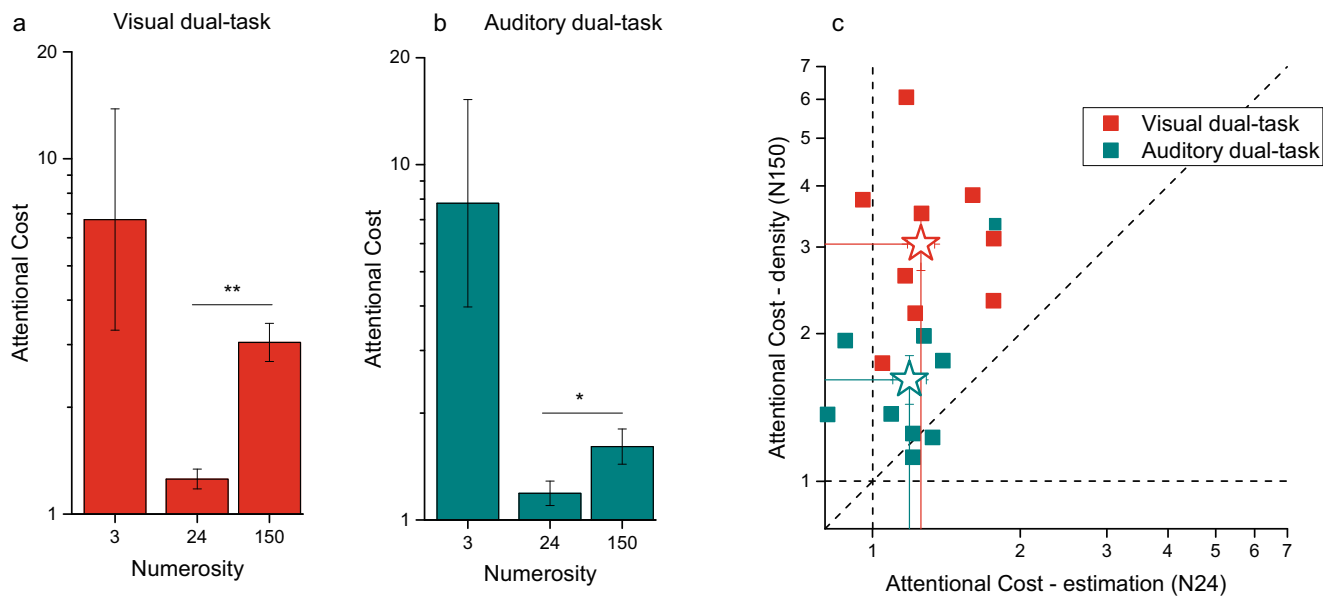 a
Visual dual-task
20
10
1
Attentional Cost
**
3
24
150
Numerosity
b
Auditory dual-task
20
10
1
Attentional Cost
*
3
24
150
Numerosity
c
7
6
5
4
3
2
1
Attentional Cost - density (N150)
Visual dual-task
Auditory dual-task
1
2
3
4
5
6
7
Attentional Cost - estimation (N24)